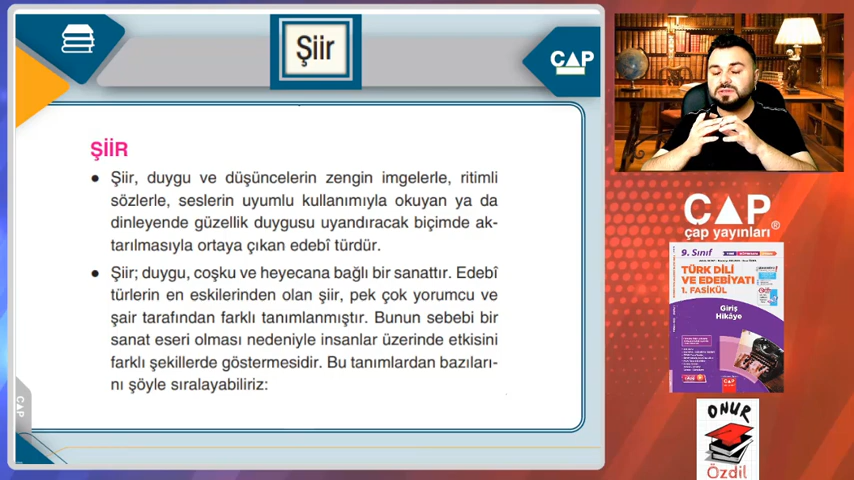 Şiir
ÇAP
ŞİİR
● Şiir, duygu ve düşüncelerin zengin imgelerle, ritimli
sözlerle, seslerin uyumlu kullanımıyla okuyan ya da
dinleyende güzellik duygusu uyandıracak biçimde ak-
tarılmasıyla ortaya çıkan edebî türdür.
● Şiir; duygu, coşku ve heyecana bağlı bir sanattır. Edebî
türlerin en eskilerinden olan şiir, pek çok yorumcu ve
şair tarafından farklı tanımlanmıştır. Bunun sebebi bir
sanat eseri olması nedeniyle insanlar üzerinde etkisini
farklı şekillerde göstermesidir. Bu tanımlardan bazıları-
nı şöyle sıralayabiliriz:
ÇAP
ÇAP®
çap yayınları
9. Sınıf
TÜRK DİLİ
VE EDEBİYATI
1. FASİKÜL
Giriş
Hikâye
ONUR
Özdil